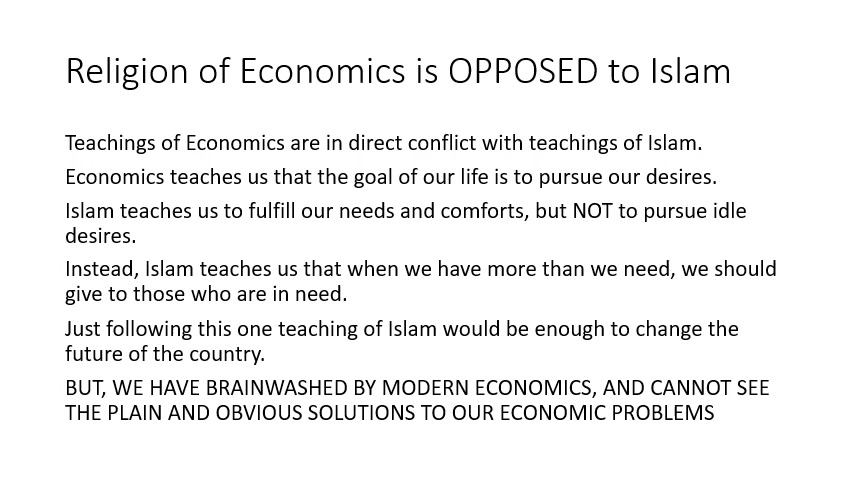 Religion of Economics is OPPOSED to Islam
Teachings of Economics are in direct conflict with teachings of Islam.
Economics teaches us that the goal of our life is to pursue our desires.
Islam teaches us to fulfill our needs and comforts, but NOT to pursue idle
desires.
Instead, Islam teaches us that when we have more than we need, we should
give to those who are in need.
Just following this one teaching of Islam would be enough to change the
future of the country.
BUT, WE HAVE BRAINWASHED BY MODERN ECONOMICS, AND CANNOT SEE
THE PLAIN AND OBVIOUS SOLUTIONS TO OUR ECONOMIC PROBLEMS